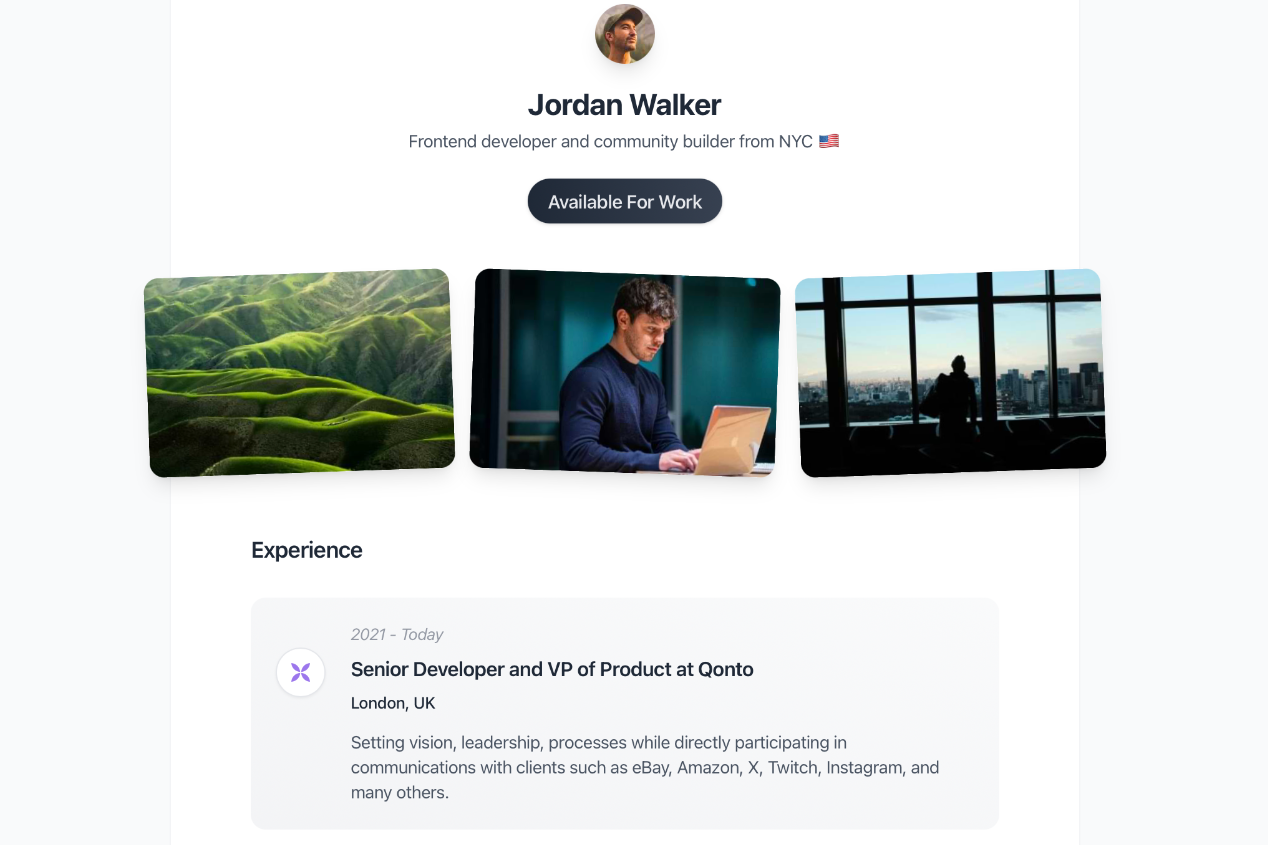 Jordan Walker
Frontend developer and community builder from NYC 🇺🇸
Available For Work
Experience
2021 - Today
Senior Developer and VP of Product at Qonto
London, UK
Setting vision, leadership, processes while directly participating in
communications with clients such as eBay, Amazon, X, Twitch, Instagram, and
many others.